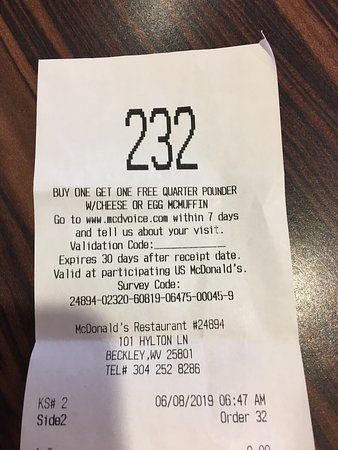 232
BUY ONE GET ONE FREE QUARTER POUNDER
W/CHEESE OR EGG MCMUFFIN
Go to www.mcdvoice.com within 7 days
and tell us about your visit.
Validation Code:____________
Expires 30 days after receipt date.
Valid at participating US McDonald's.
Survey Code:
24894-02320-60819-06475-00045-9
McDonald's Restaurant #24894
101 HYLTON LN
BECKLEY,WV 25801
TEL# 304 252 8286
KS# 2 06/08/2019 06:47 AM
Side2 Order 32